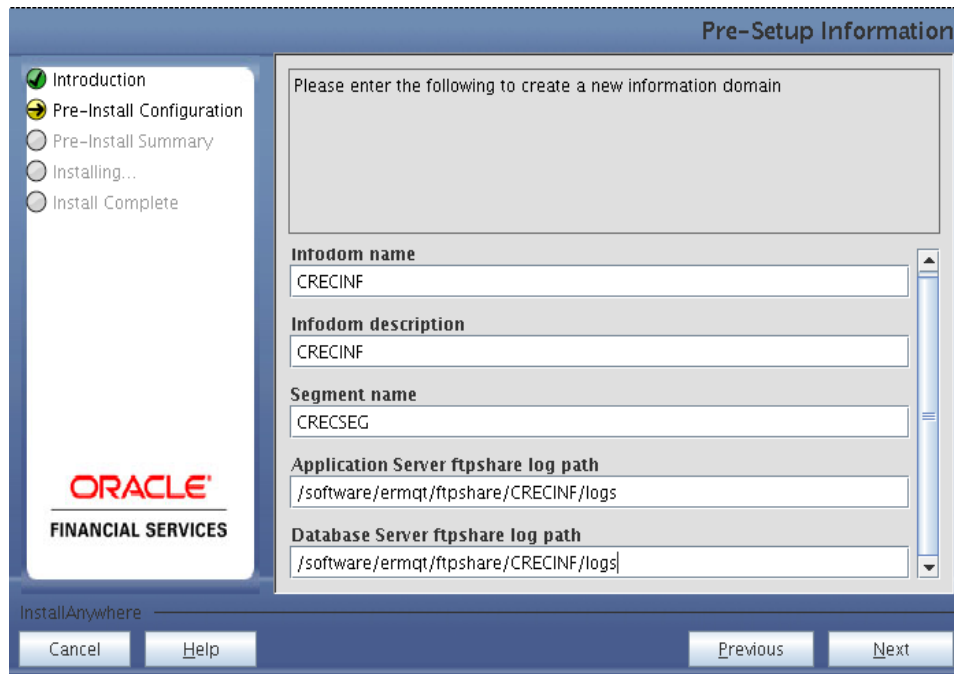 Pre-Setup Information
Introduction
Pre-Install Configuration
Pre-Install Summary
Installing...
Install Complete
Please enter the following to create a new information domain
Infodom name
CRECINF
Infodom description
CRECINF
Segment name
CRECSEG
Application Server ftpshare log path
/software/ermqt/ftpshare/CRECINF/logs
Database Server ftpshare log path
/software/ermqt/ftpshare/CRECINF/logs
ORACLE
FINANCIAL SERVICES
InstallAnywhere
Cancel
Help
Previous
Next